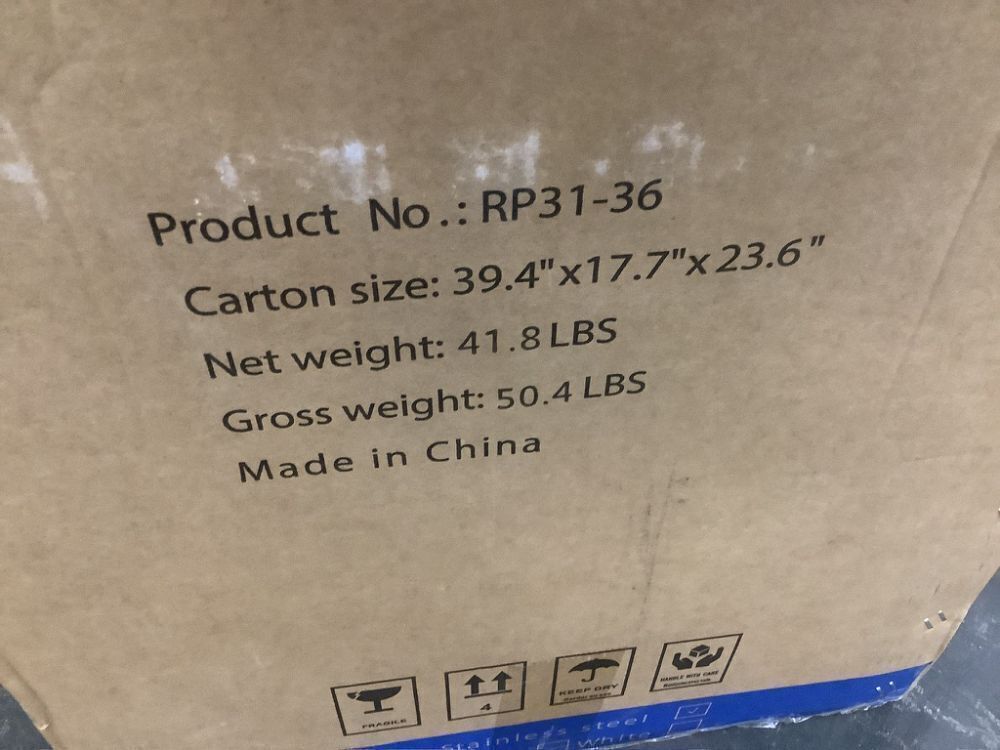 Product No.: RP31-36
Carton size: 39.4"x17.7"x23.6"
Net weight: 41.8 LBS
Gross weight: 50.4 LBS
Made in China
FRAGILE
4
KEEP DRY
HANDLE WITH CARE
Stainless steel
White